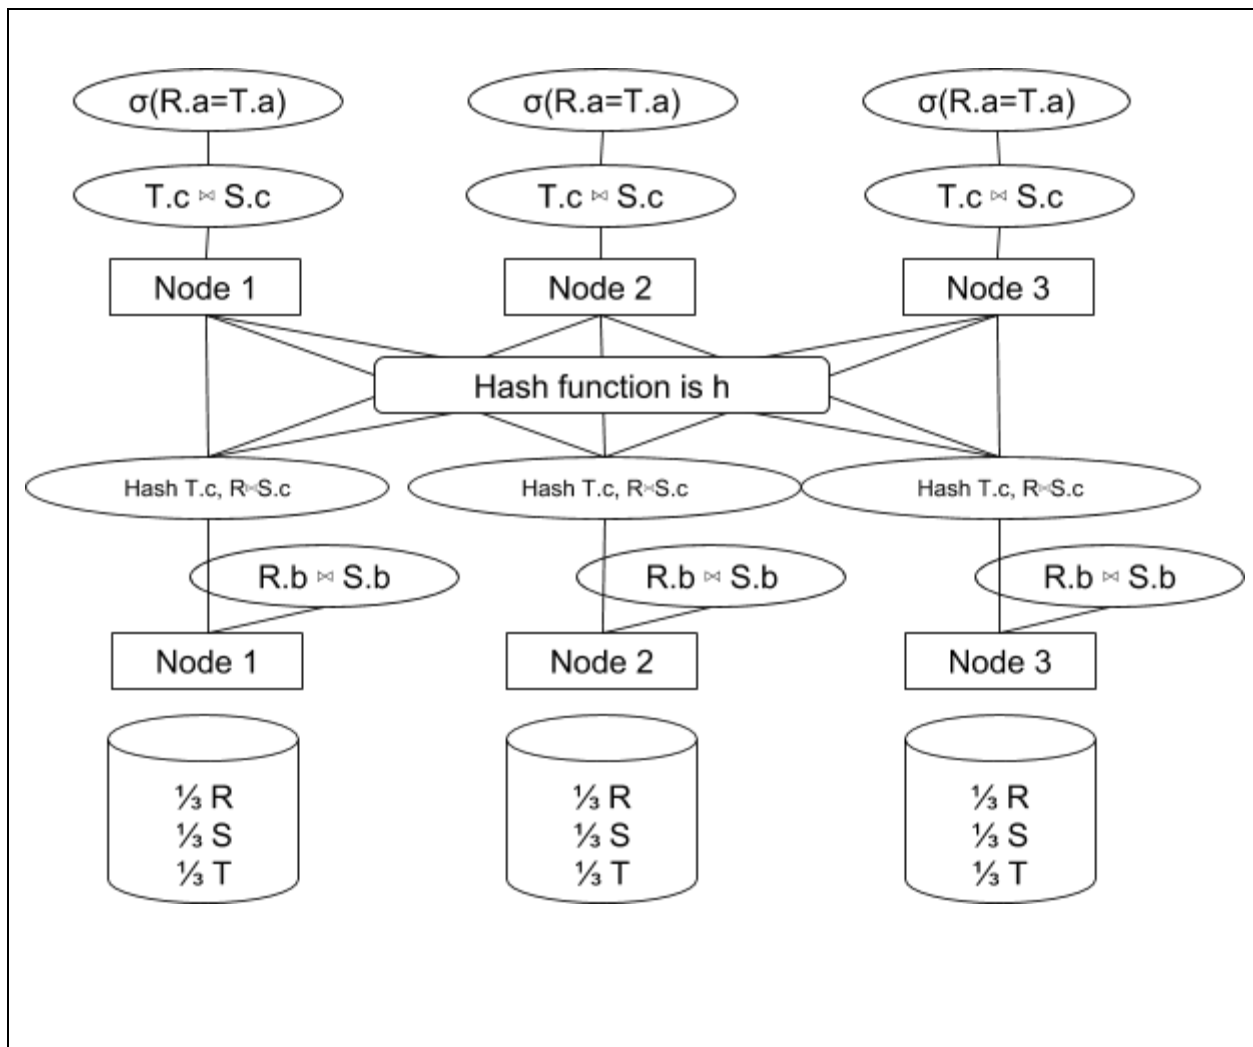 σ(R.a=T.a) σ(R.a=T.a) σ(R.a=T.a)
T.c ⋈ S.c T.c ⋈ S.c T.c ⋈ S.c
Node 1 Node 2 Node 3
Hash function is h
Hash T.c, R⋈S.c Hash T.c, R⋈S.c Hash T.c, R⋈S.c
R.b ⋈ S.b R.b ⋈ S.b R.b ⋈ S.b
Node 1 Node 2 Node 3
⅓ R ⅓ R ⅓ R
⅓ S ⅓ S ⅓ S
⅓ T ⅓ T ⅓ T